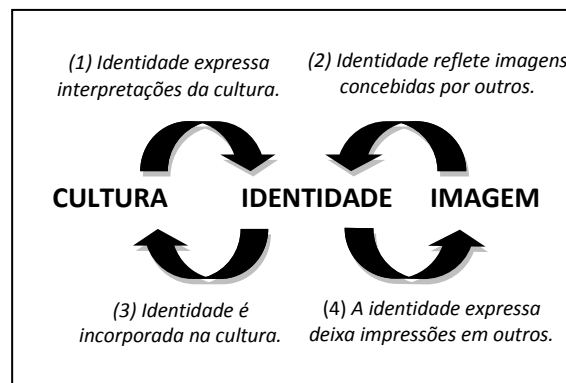 (1) Identidade expressa
interpretações da cultura.
(2) Identidade reflete imagens
concebidas por outros.
CULTURA IDENTIDADE IMAGEM
(3) Identidade é
incorporada na cultura.
(4) A identidade expressa
deixa impressões em outros.